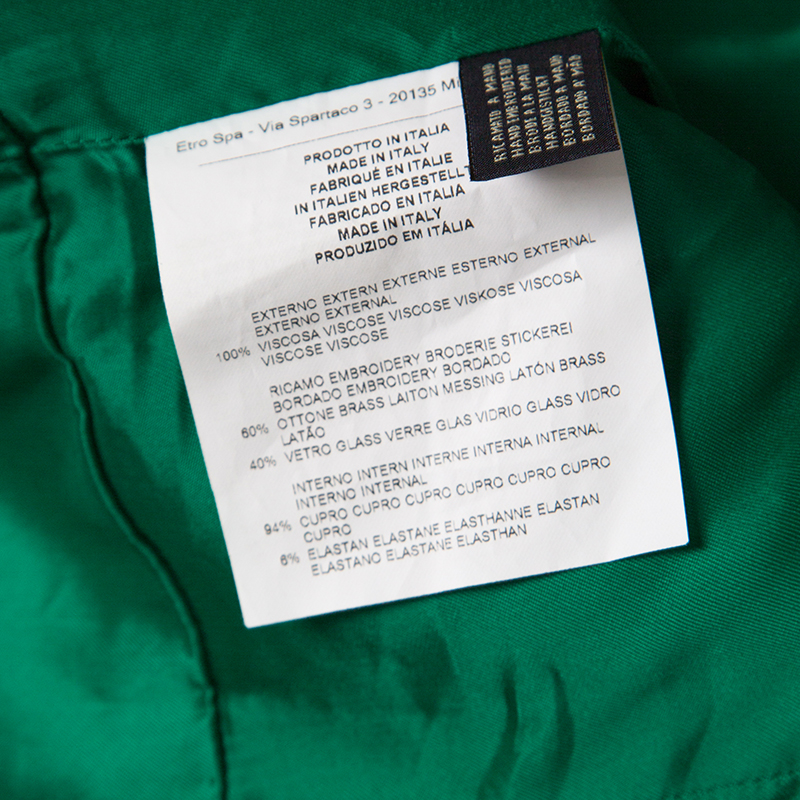 Etro Spa - Via Spartaco 3 - 20135
PRODOTTO IN ITALIA
MADE IN ITALY
FABRIQUÉ EN ITALIE
IN ITALIEN HERGESTELLT
FABRICADO EN ITALIA
MADE IN ITALY
PRODUZIDO EM ITÁLIA
EXTERNO EXTERN EXTERNE ESTERNO EXTERNAL
EXTERNO EXTERNAL
100% VISCOSA VISCOSE VISCOSE VISKOSE VISCOSA
VISCOSE VISCOSE
RICAMO EMBROIDERY BRODERIE STICKEREI
BORDADO EMBROIDERY BORDADO
60% OTTONE BRASS LAITON MESSING LATÓN BRASS
LATÃO
40% VETRO GLASS VERRE GLAS VIDRIO GLASS VIDRO
INTERNO INTERN INTERNE INTERNA INTERNAL
INTERNO INTERNAL
94% CUPRO CUPRO CUPRO CUPRO CUPRO CUPRO
CUPRO
6% ELASTAN ELASTANE ELASTHANNE ELASTAN
ELASTANO ELASTANE ELASTHAN
RICAMATO A MANO
HAND EMBROIDERED
BRODE A LA MAIN
HANDGESTICKT
BORDADO A MANO
BORDADO A MÃO